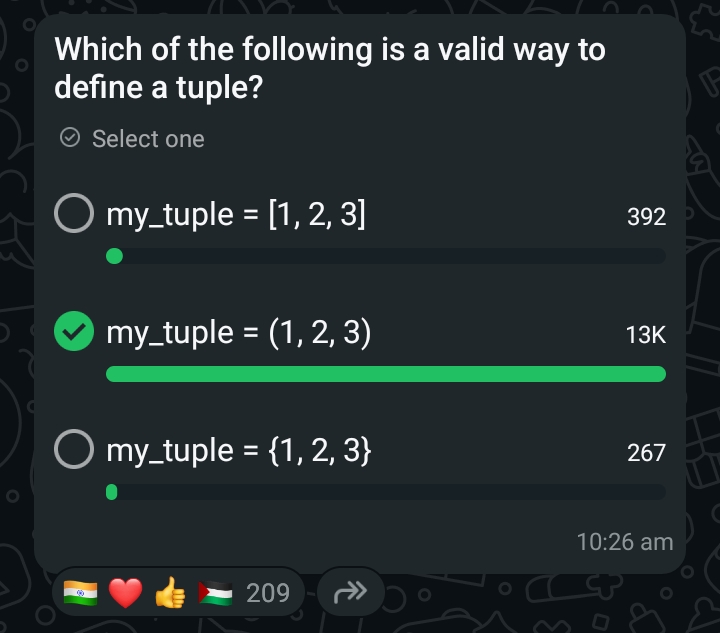 Which of the following is a valid way to
define a tuple?
Select one
my_tuple = [1, 2, 3]
392
my_tuple = (1, 2, 3)
13K
my_tuple = {1, 2, 3}
267
10:26 am
209